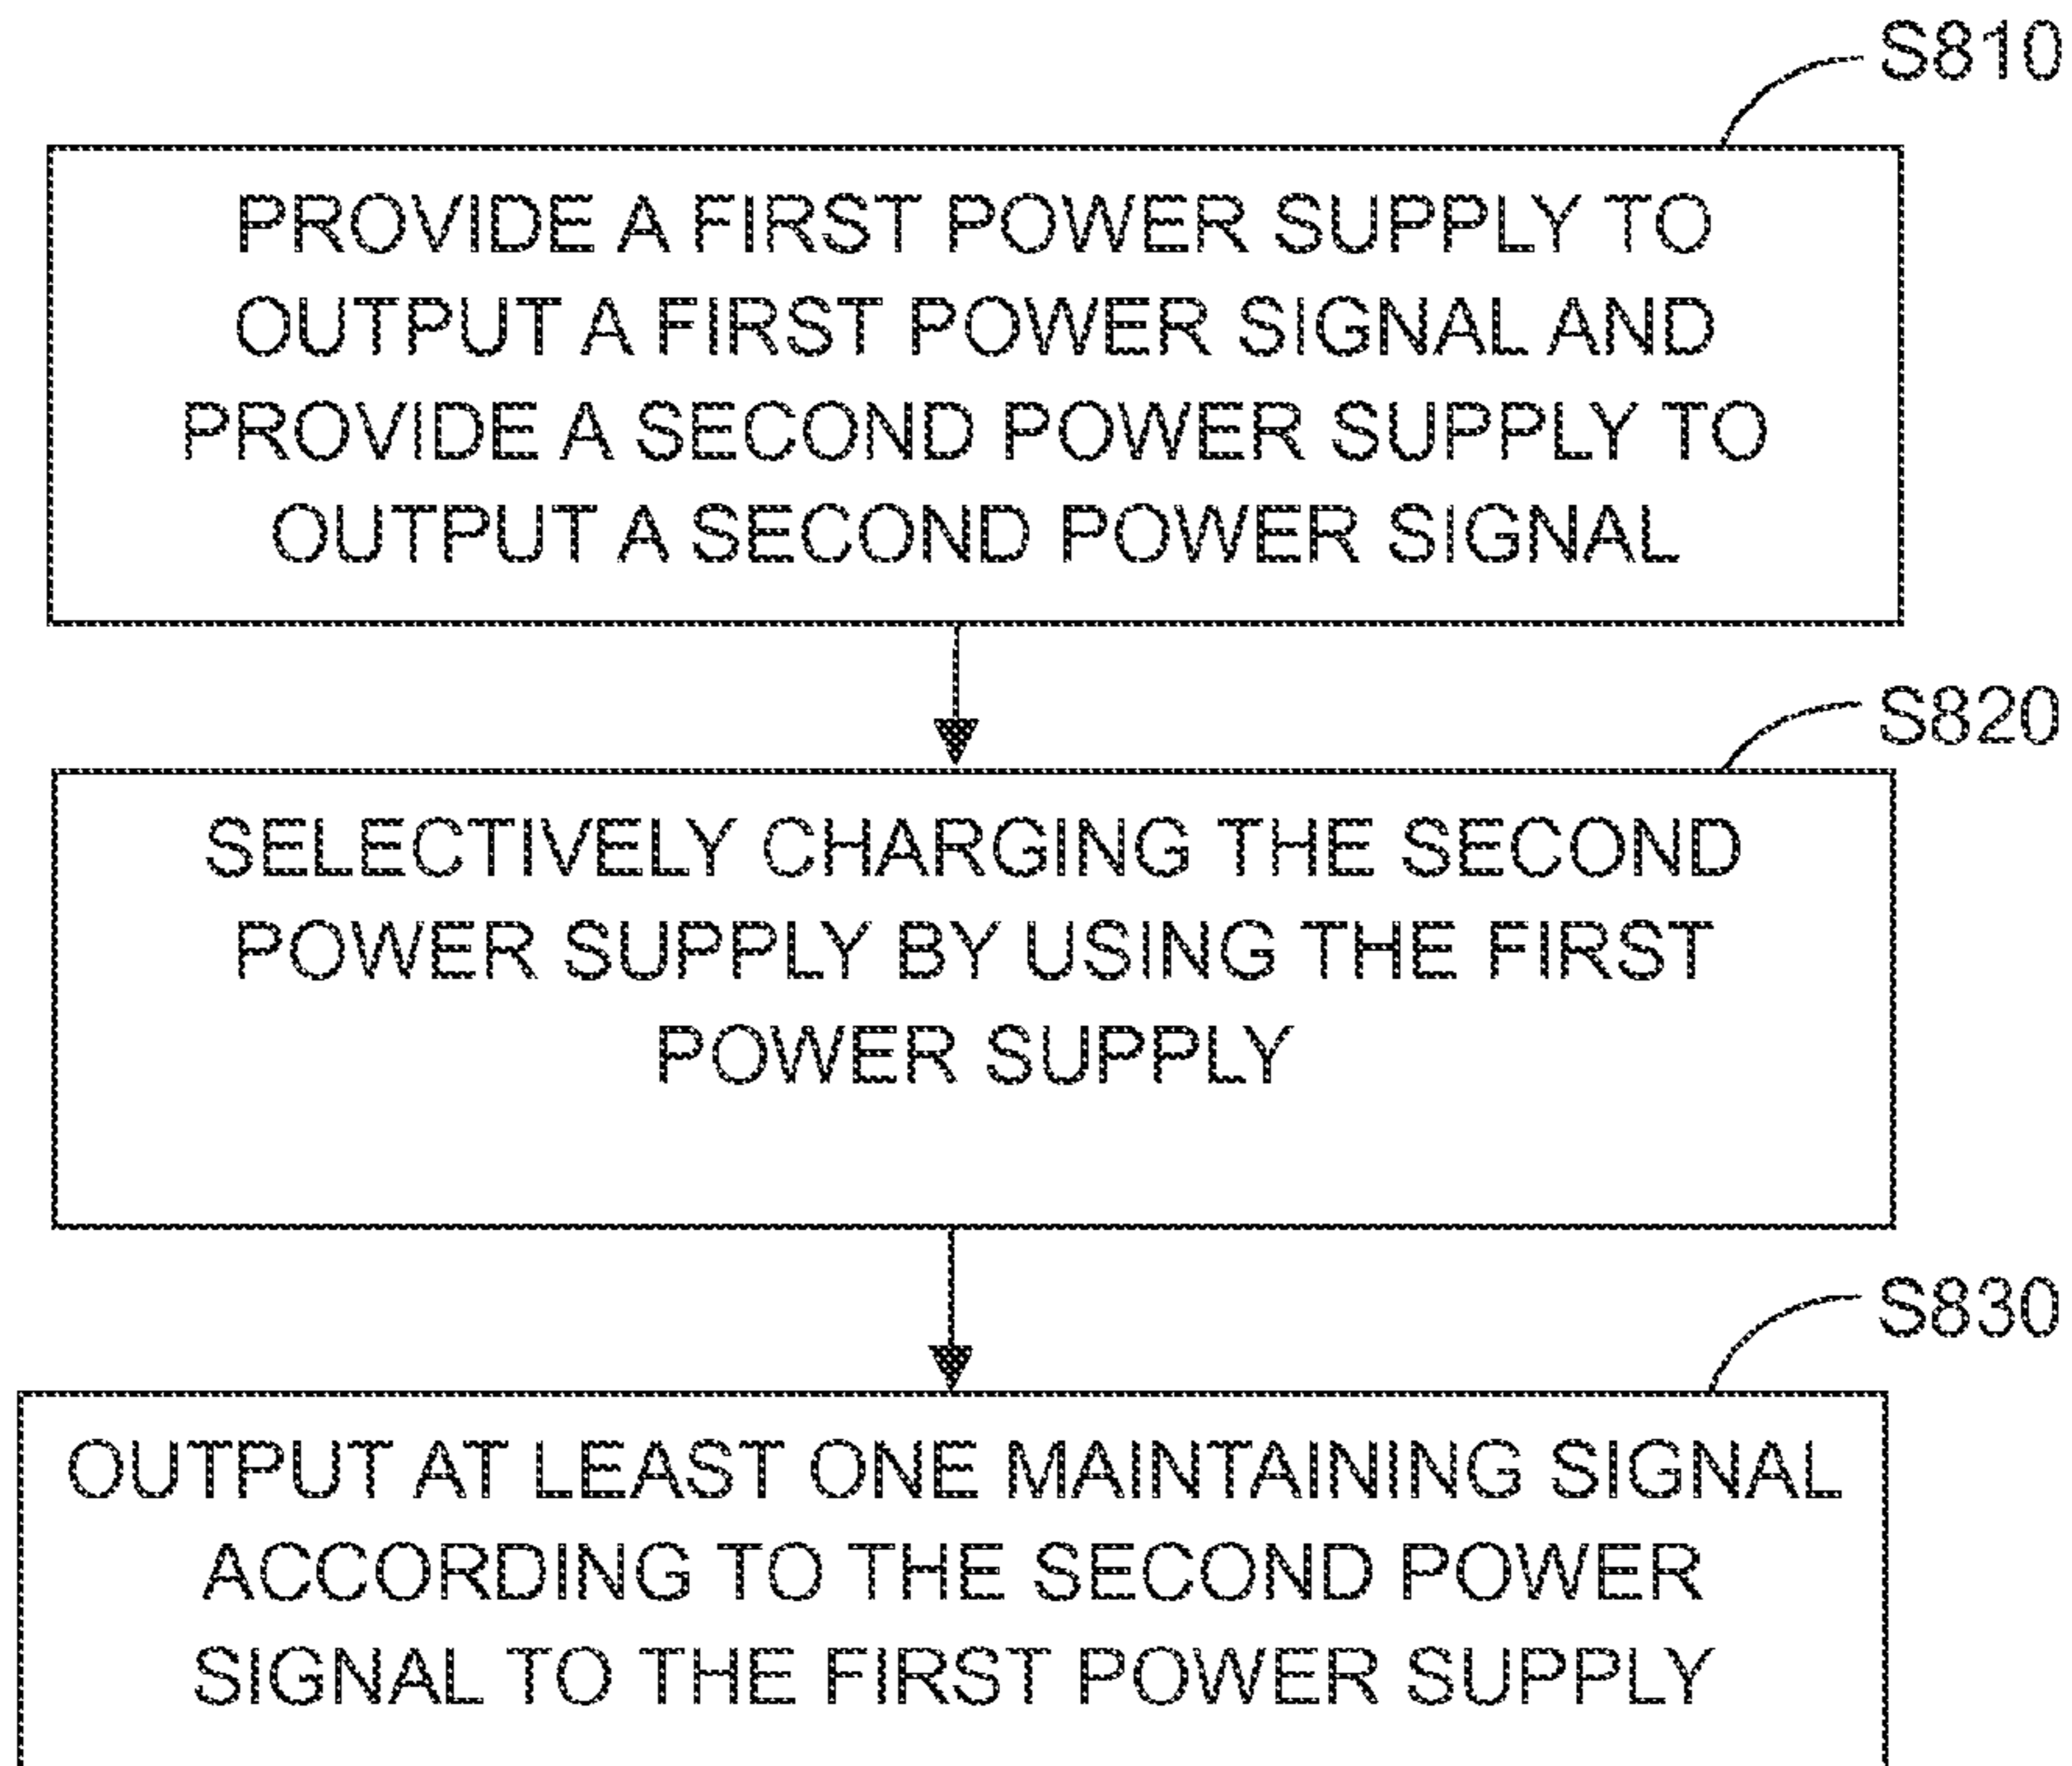 S810
PROVIDE A FIRST POWER SUPPLY TO
OUTPUT A FIRST POWER SIGNAL AND
PROVIDE A SECOND POWER SUPPLY TO
OUTPUT A SECOND POWER SIGNAL
S820
SELECTIVELY CHARGING THE SECOND
POWER SUPPLY BY USING THE FIRST
POWER SUPPLY
S830
OUTPUT AT LEAST ONE MAINTAINING SIGNAL
ACCORDING TO THE SECOND POWER
SIGNAL TO THE FIRST POWER SUPPLY